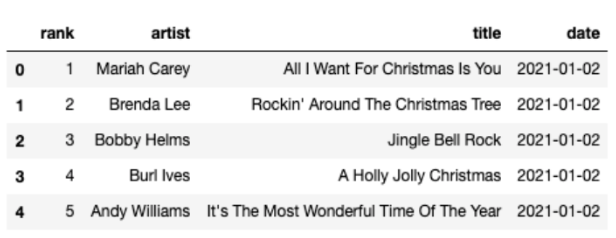 rank artist title date
0 1 Mariah Carey All I Want For Christmas Is You 2021-01-02
1 2 Brenda Lee Rockin' Around The Christmas Tree 2021-01-02
2 3 Bobby Helms Jingle Bell Rock 2021-01-02
3 4 Burl Ives A Holly Jolly Christmas 2021-01-02
4 5 Andy Williams It's The Most Wonderful Time Of The Year 2021-01-02